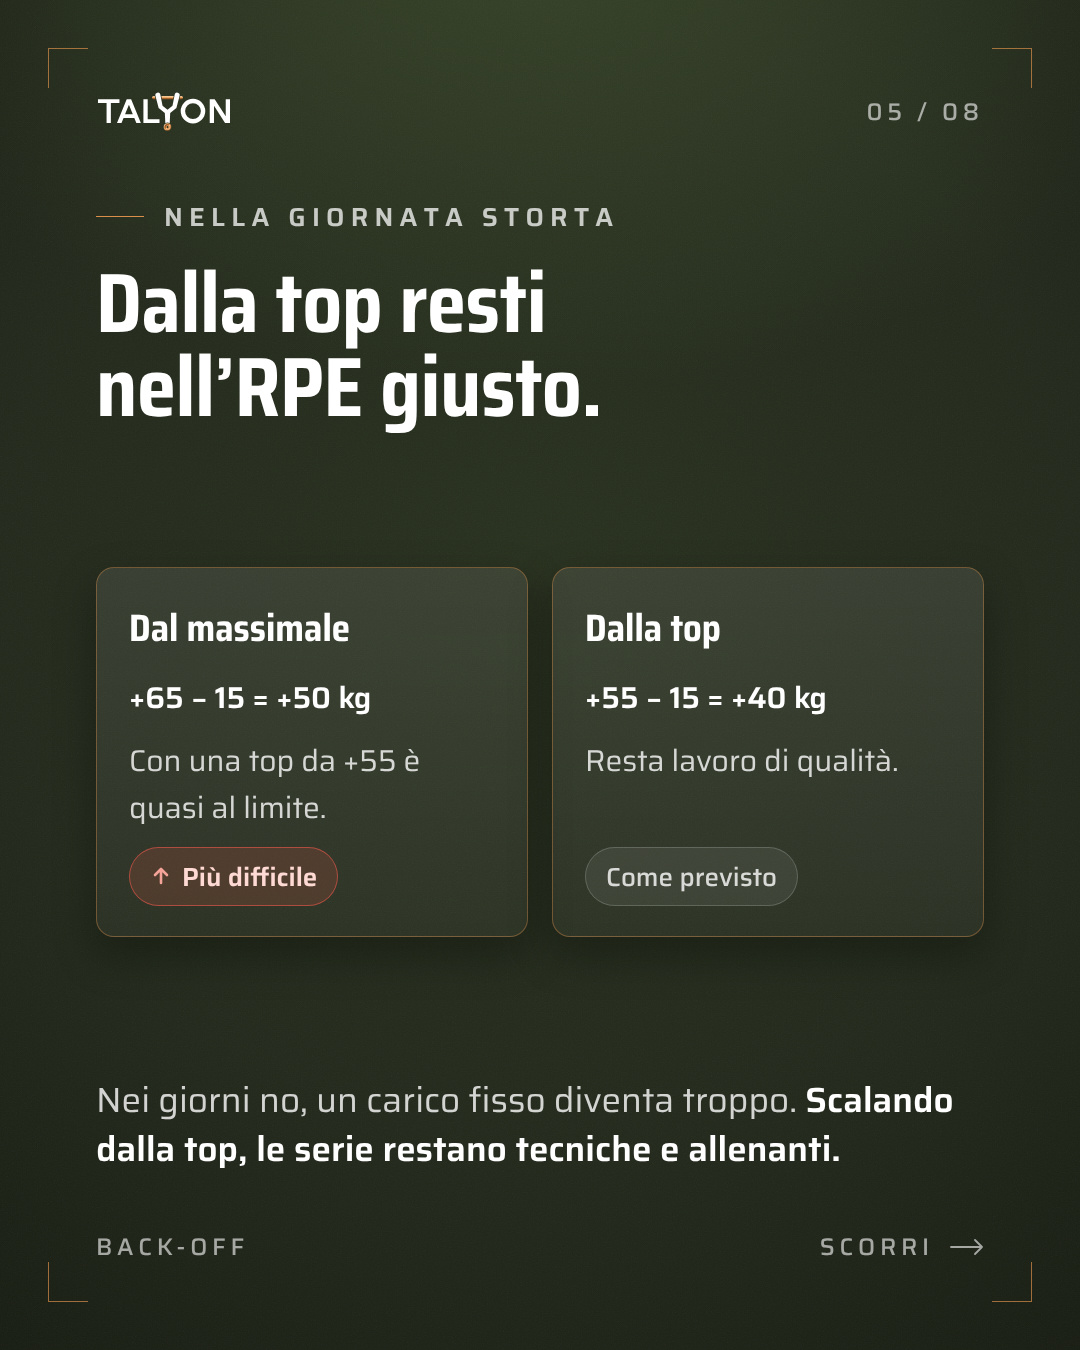 TALYON
05 / 08
NELLA GIORNATA STORTA
Dalla top resti
nell’RPE giusto.
Dal massimale
+65 – 15 = +50 kg
Con una top da +55 è
quasi al limite.
↑ Più difficile
Dalla top
+55 – 15 = +40 kg
Resta lavoro di qualità.
Come previsto
Nei giorni no, un carico fisso diventa troppo. Scalando
dalla top, le serie restano tecniche e allenanti.
BACK-OFF
SCORRI →